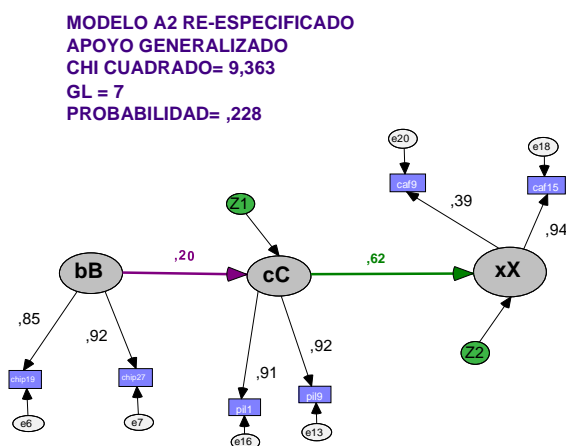 MODELO A2 RE-ESPECIFICADO
APOYO GENERALIZADO
CHI CUADRADO= 9,363
GL = 7
PROBABILIDAD= ,228
e20
e18
caf9
caf15
,39
,94
Z1
,20
,62
bB
cC
xX
,85
,92
,91
,92
Z2
chip19
chip27
pil1
pil9
e6
e7
e16
e13